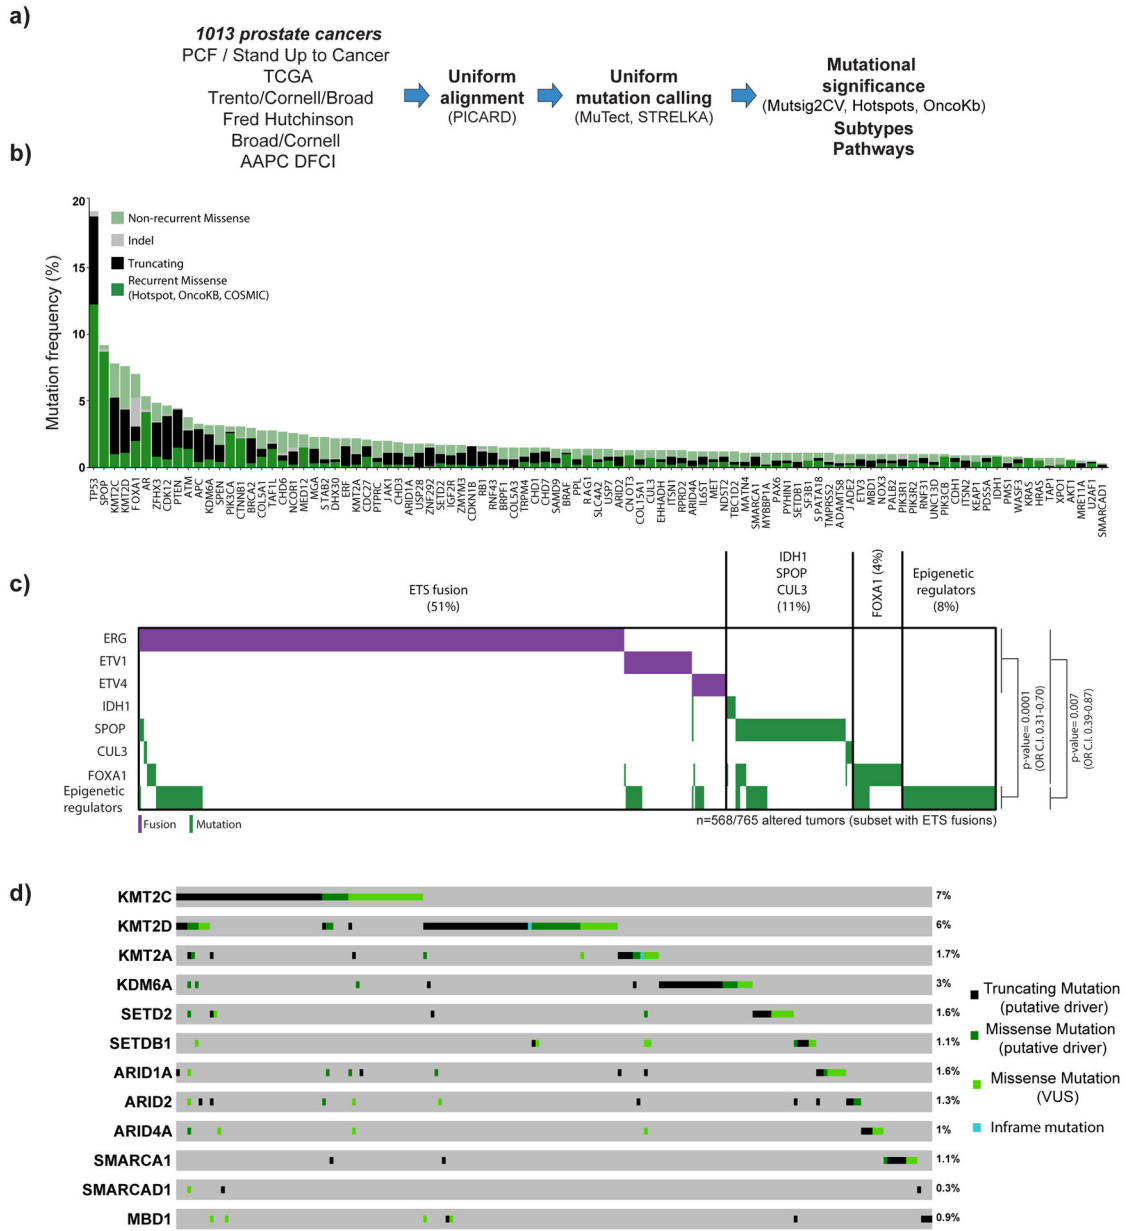 a)
1013 prostate cancers
PCF / Stand Up to Cancer
TCGA
Trento/Cornell/Broad
Fred Hutchinson
Broad/Cornell
AAPC DFCI
Uniform
alignment
(PICARD)
Uniform
mutation calling
(MuTect, STRELKA)
Mutational
significance
(Mutsig2CV, Hotspots, OncoKb)
Subtypes
Pathways
b)
Mutation frequency (%)
20
15
10
5
0
Non-recurrent Missense
Indel
Truncating
Recurrent Missense
(Hotspot, OncoKB, COSMIC)
TP53
SPOP
KMT2C
KMT2D
FOXA1
AR
ZFHX3
CDK12
PTEN
ATM
APC
KDM6A
SPEN
PIK3CA
CTNNB1
BRCA2
COL5A1
TAF1L
CHD6
NCOR1
MED12
MGA
STAB2
DHX30
ERF
KMT2A
CDC27
PTPRC
JAK1
CHD3
ARID1A
USP28
ZNF292
SETD2
IGF2R
ZMYM3
CDKN1B
RB1
RNF43
BRPF1
COL5A3
TRPM4
CHD1
CHD7
SAMD9
BRAF
PPL
RAG1
SLC4A2
USP7
ARID2
CNOT3
COL15A1
CUL3
EHHADH
ITSN1
RPRD2
ARID4A
IL6ST
MET
NDST2
TBC1D2
MATN4
SMARCA1
MYBBP1A
PAX6
PYHIN1
SETDB1
SF3B1
SPATA18
TMPRSS2
ADAMTS8
JADE2
ETV3
MBD1
NOX3
PALB2
PIK3R1
PIK3R2
RNF31
UNC13D
PIK3CB
CDH1
ITSN2
KEAP1
PDS5A
IDH1
PMS1
WASF3
KRAS
HRAS
TAP1
XPO1
AKT1
MRE11A
U2AF1
SMARCAD1
c)
ETS fusion
(51%)
IDH1
SPOP
CUL3
(11%)
FOXA1 (4%)
Epigenetic
regulators
(8%)
ERG
ETV1
ETV4
IDH1
SPOP
CUL3
FOXA1
Epigenetic
regulators
p-value= 0.0001
(OR C.I. 0.31-0.70)
p-value= 0.007
(OR C.I. 0.39-0.87)
Fusion
Mutation
n=568/765 altered tumors (subset with ETS fusions)
d)
KMT2C 7%
KMT2D 6%
KMT2A 1.7%
KDM6A 3%
SETD2 1.6%
SETDB1 1.1%
ARID1A 1.6%
ARID2 1.3%
ARID4A 1%
SMARCA1 1.1%
SMARCAD1 0.3%
MBD1 0.9%
Truncating Mutation
(putative driver)
Missense Mutation
(putative driver)
Missense Mutation
(VUS)
Inframe mutation